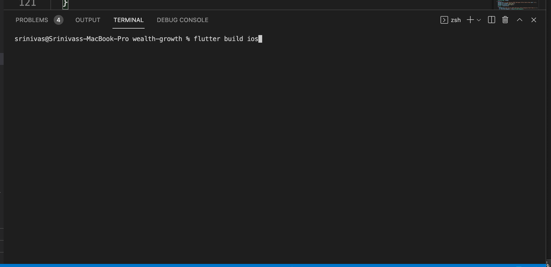 121 }
PROBLEMS 4 OUTPUT TERMINAL DEBUG CONSOLE zsh
srinivas@Srinivass-MacBook-Pro wealth-growth % flutter build ios